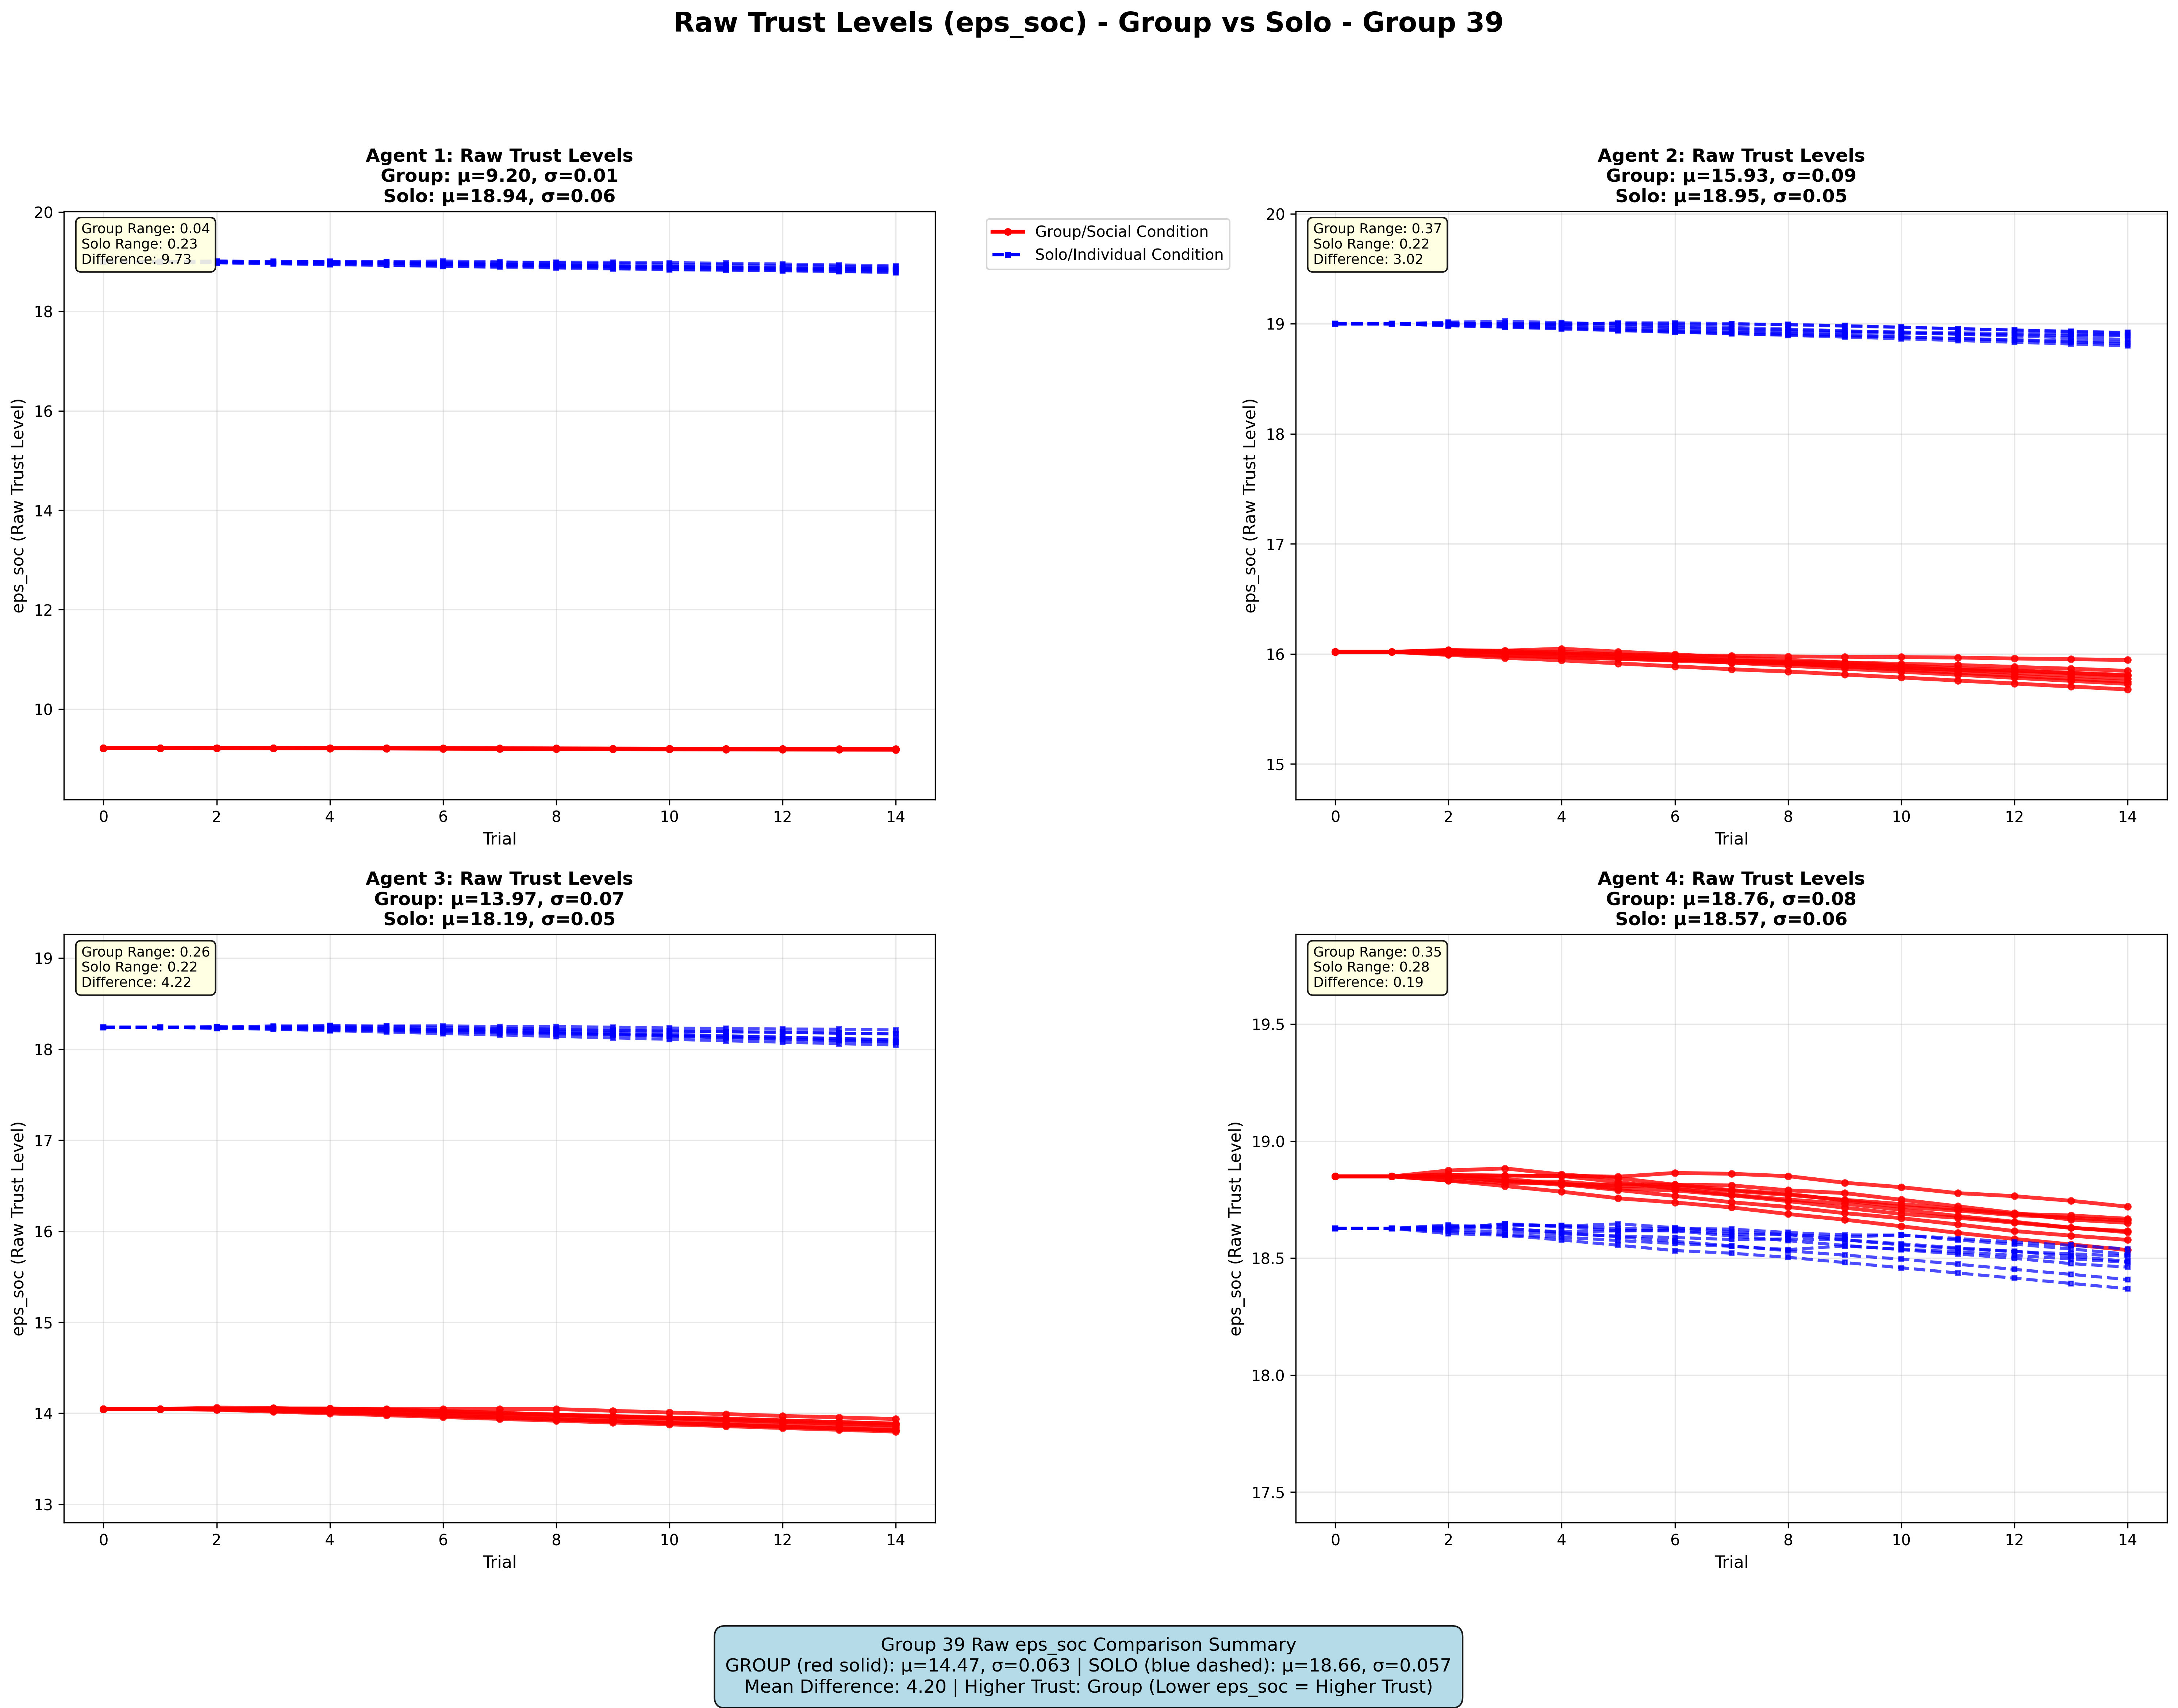 Raw Trust Levels (eps_soc) - Group vs Solo - Group 39
Agent 1: Raw Trust Levels
Group: μ=9.20, σ=0.01
Solo: μ=18.94, σ=0.06
Group Range: 0.04
Solo Range: 0.23
Difference: 9.73
20
18
16
14
12
10
eps_soc (Raw Trust Level)
0 2 4 6 8 10 12 14
Trial
Group/Social Condition
Solo/Individual Condition
Agent 2: Raw Trust Levels
Group: μ=15.93, σ=0.09
Solo: μ=18.95, σ=0.05
Group Range: 0.37
Solo Range: 0.22
Difference: 3.02
20
19
18
17
16
15
eps_soc (Raw Trust Level)
0 2 4 6 8 10 12 14
Trial
Agent 3: Raw Trust Levels
Group: μ=13.97, σ=0.07
Solo: μ=18.19, σ=0.05
Group Range: 0.26
Solo Range: 0.22
Difference: 4.22
19
18
17
16
15
14
13
eps_soc (Raw Trust Level)
0 2 4 6 8 10 12 14
Trial
Agent 4: Raw Trust Levels
Group: μ=18.76, σ=0.08
Solo: μ=18.57, σ=0.06
Group Range: 0.35
Solo Range: 0.28
Difference: 0.19
19.5
19.0
18.5
18.0
17.5
eps_soc (Raw Trust Level)
0 2 4 6 8 10 12 14
Trial
Group 39 Raw eps_soc Comparison Summary
GROUP (red solid): μ=14.47, σ=0.063 | SOLO (blue dashed): μ=18.66, σ=0.057
Mean Difference: 4.20 | Higher Trust: Group (Lower eps_soc = Higher Trust)